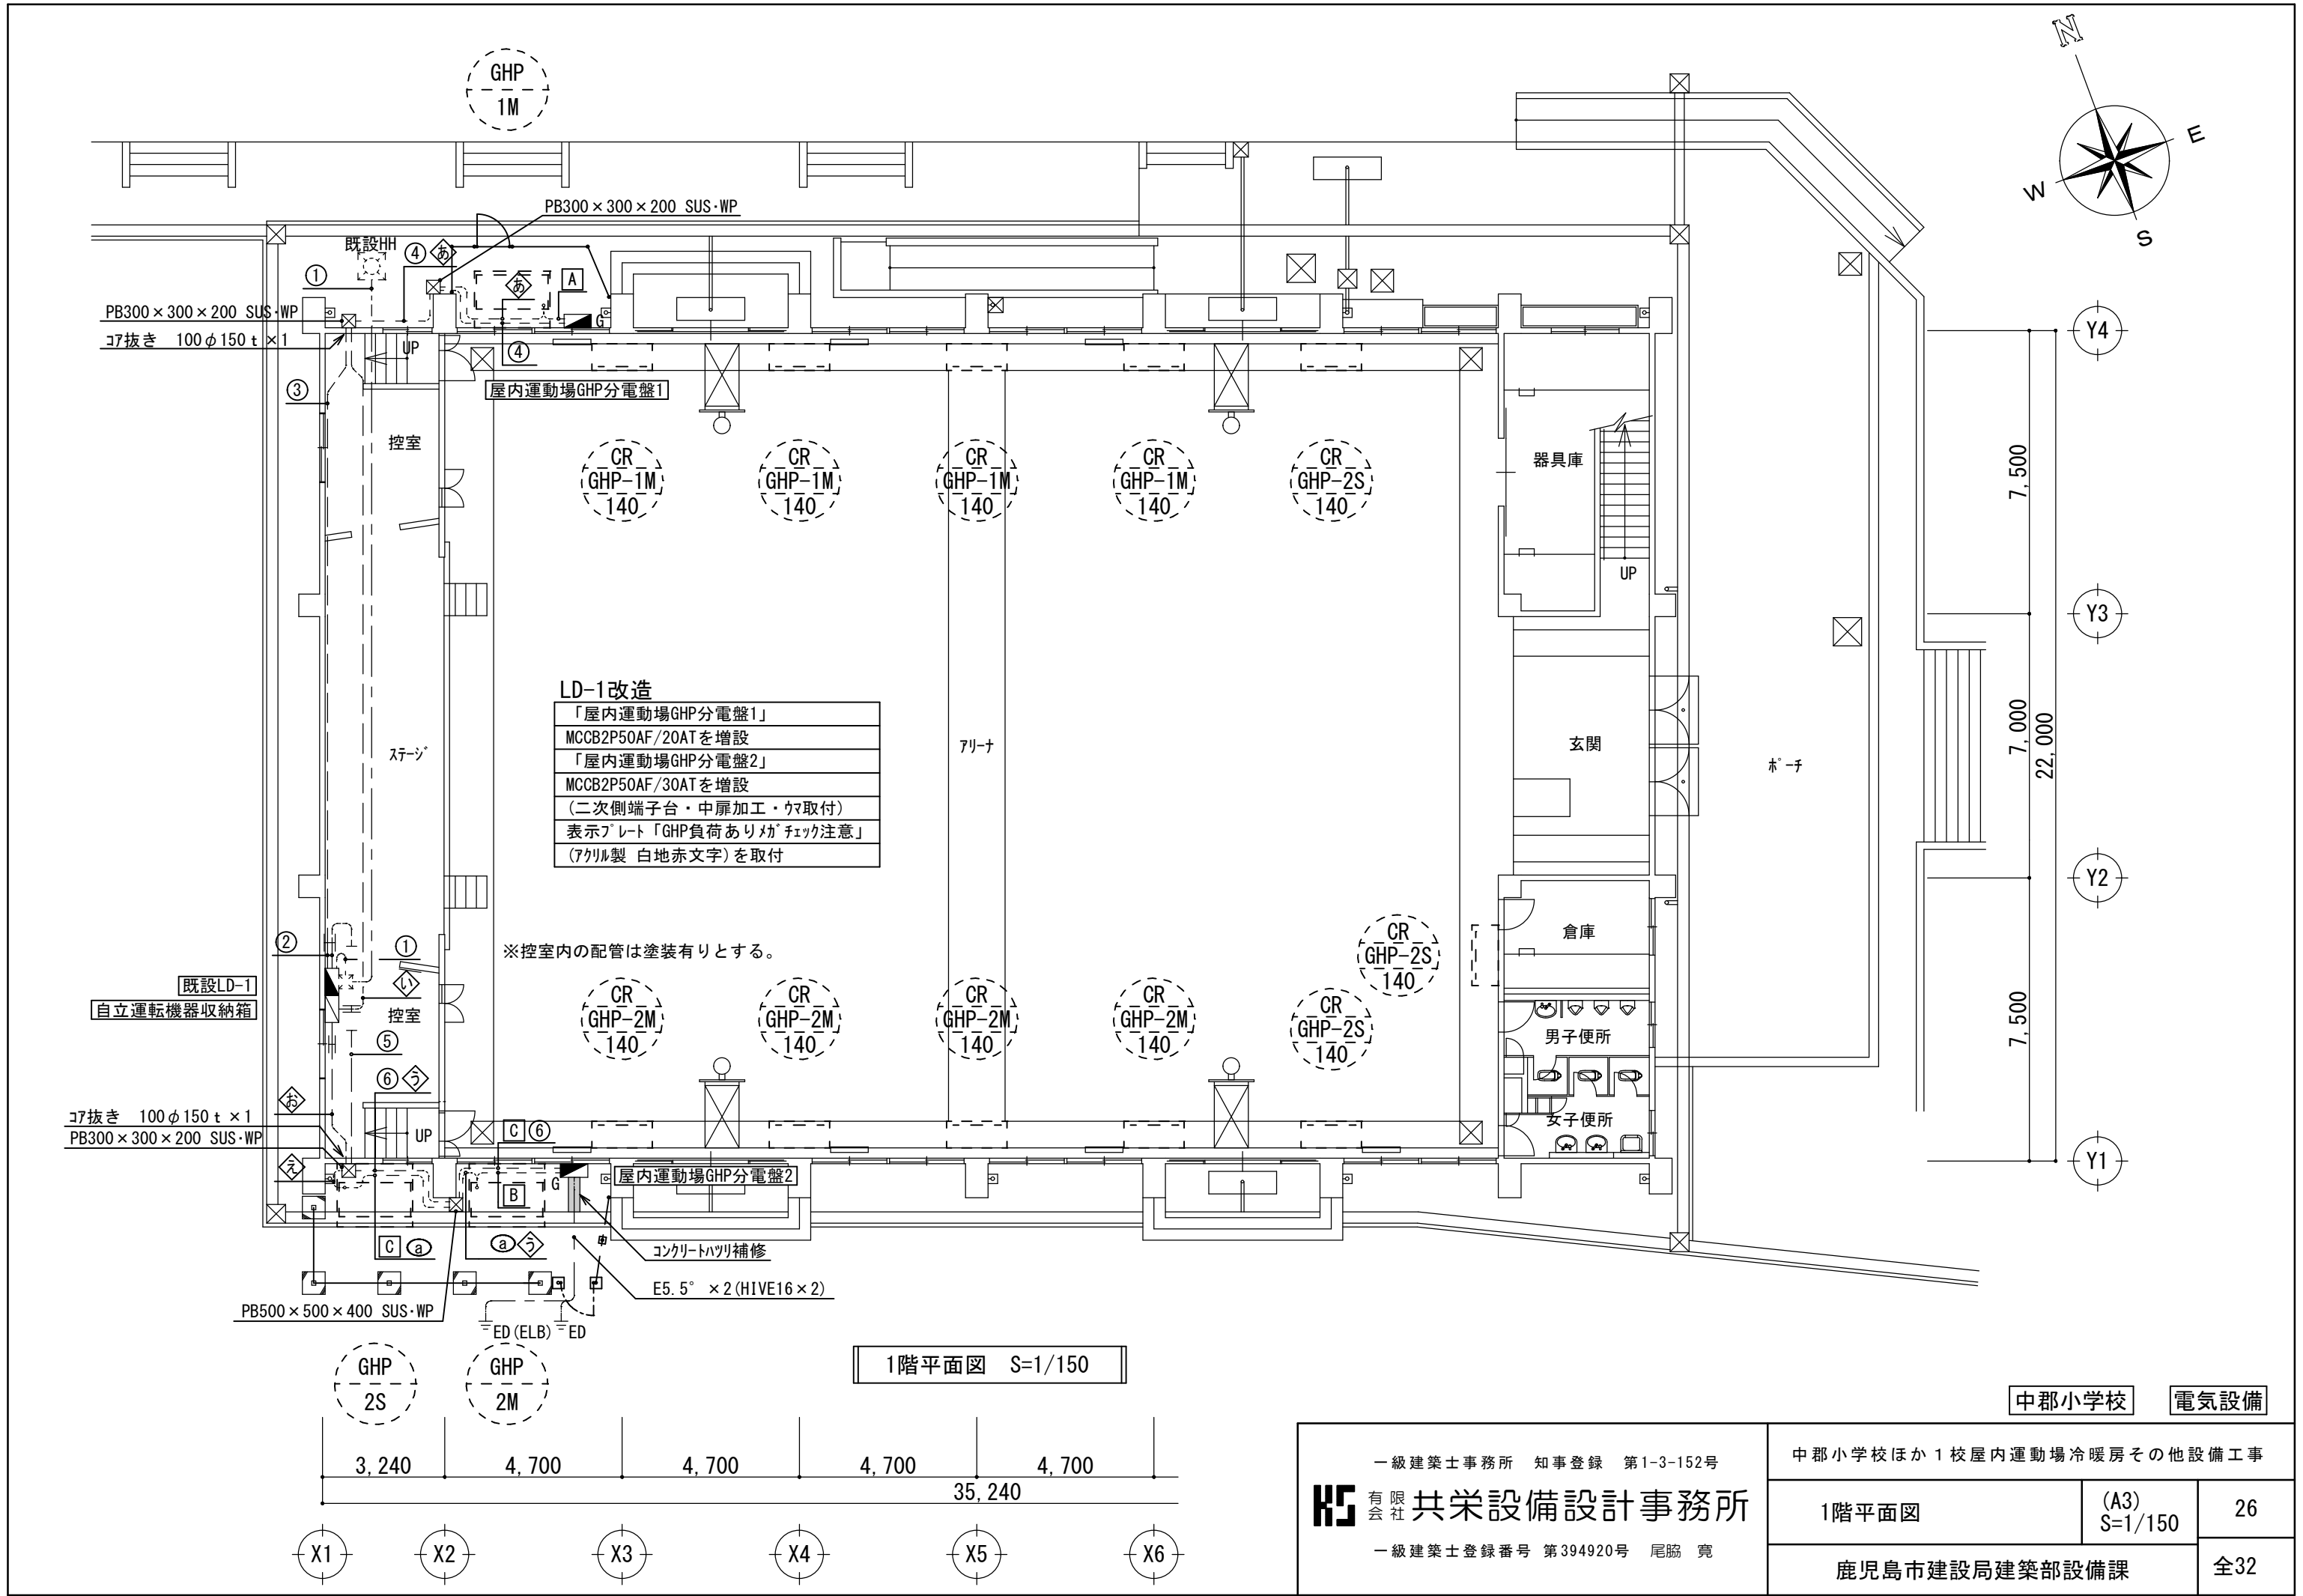 GHP
1M
N
E
W
S
PB300×300×200 SUS・WP
既設HH
④ あ
①
あ
A
PB300×300×200 SUS・WP
コア抜き 100φ150t×1
UP
G
④
屋内運動場GHP分電盤1
③
控室
CR
GHP-1M
140
CR
GHP-1M
140
CR
GHP-1M
140
CR
GHP-1M
140
CR
GHP-2S
140
器具庫
UP
Y4
7,500
Y3
7,000
22,000
Y2
7,500
Y1
LD-1改造
「屋内運動場GHP分電盤1」
MCCB2P50AF/20ATを増設
「屋内運動場GHP分電盤2」
MCCB2P50AF/30ATを増設
(二次側端子台・中扉加工・ウマ取付)
表示プレート「GHP負荷ありメガチェック注意」
(アクリル製 白地赤文字)を取付
ステージ
アリーナ
玄関
ポーチ
※控室内の配管は塗装有りとする。
②
①
い
既設LD-1
自立運転機器収納箱
控室
⑤
⑥ う
お
コア抜き 100φ150t×1
PB300×300×200 SUS・WP
え
UP
CR
GHP-2M
140
CR
GHP-2M
140
CR
GHP-2M
140
CR
GHP-2M
140
CR
GHP-2S
140
CR
GHP-2S
140
倉庫
男子便所
女子便所
C ⑥
屋内運動場GHP分電盤2
B
G
C ⓐ
ⓐ う
コンクリートハツリ補修
E5.5°×2(HIVE16×2)
PB500×500×400 SUS・WP
ED(ELB)
ED
GHP
2S
GHP
2M
1階平面図 S=1/150
3,240
4,700
4,700
4,700
4,700
35,240
X1
X2
X3
X4
X5
X6
中郡小学校
電気設備
一級建築士事務所 知事登録 第1-3-152号
KS 有限会社 共栄設備設計事務所
一級建築士登録番号 第394920号 尾脇 寛
中郡小学校ほか1校屋内運動場冷暖房その他設備工事
1階平面図
(A3)
S=1/150
26
鹿児島市建設局建築部設備課
全32